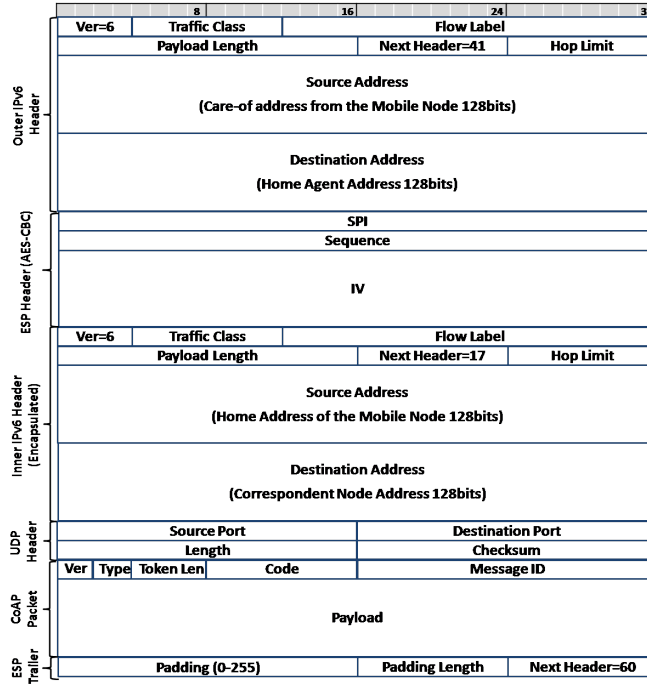 8 16 24 3
Ver=6 Traffic Class Flow Label
Payload Length Next Header=41 Hop Limit
Source Address
(Care-of address from the Mobile Node 128bits)
Destination Address
(Home Agent Address 128bits)
Outer IPv6
Header
SPI
Sequence
IV
ESP Header (AES-CBC)
Ver=6 Traffic Class Flow Label
Payload Length Next Header=17 Hop Limit
Source Address
(Home Address of the Mobile Node 128bits)
Destination Address
(Correspondent Node Address 128bits)
Inner IPv6 Header
(Encapsulated)
Source Port Destination Port
Length Checksum
UDP
Header
Ver Type Token Len Code Message ID
Payload
CoAP
Packet
Padding (0-255) Padding Length Next Header=60
ESP
Trailer